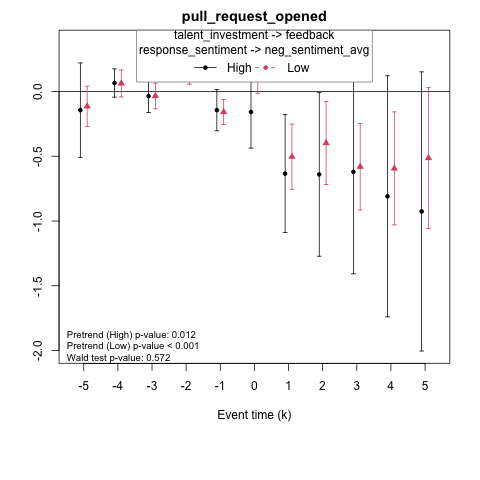 pull_request_opened
talent_investment -> feedback
response_sentiment -> neg_sentiment_avg
High Low
0.0
-0.5
-1.0
-1.5
-2.0
Pretrend (High) p-value: 0.012
Pretrend (Low) p-value < 0.001
Wald test p-value: 0.572
-5 -4 -3 -2 -1 0 1 2 3 4 5
Event time (k)